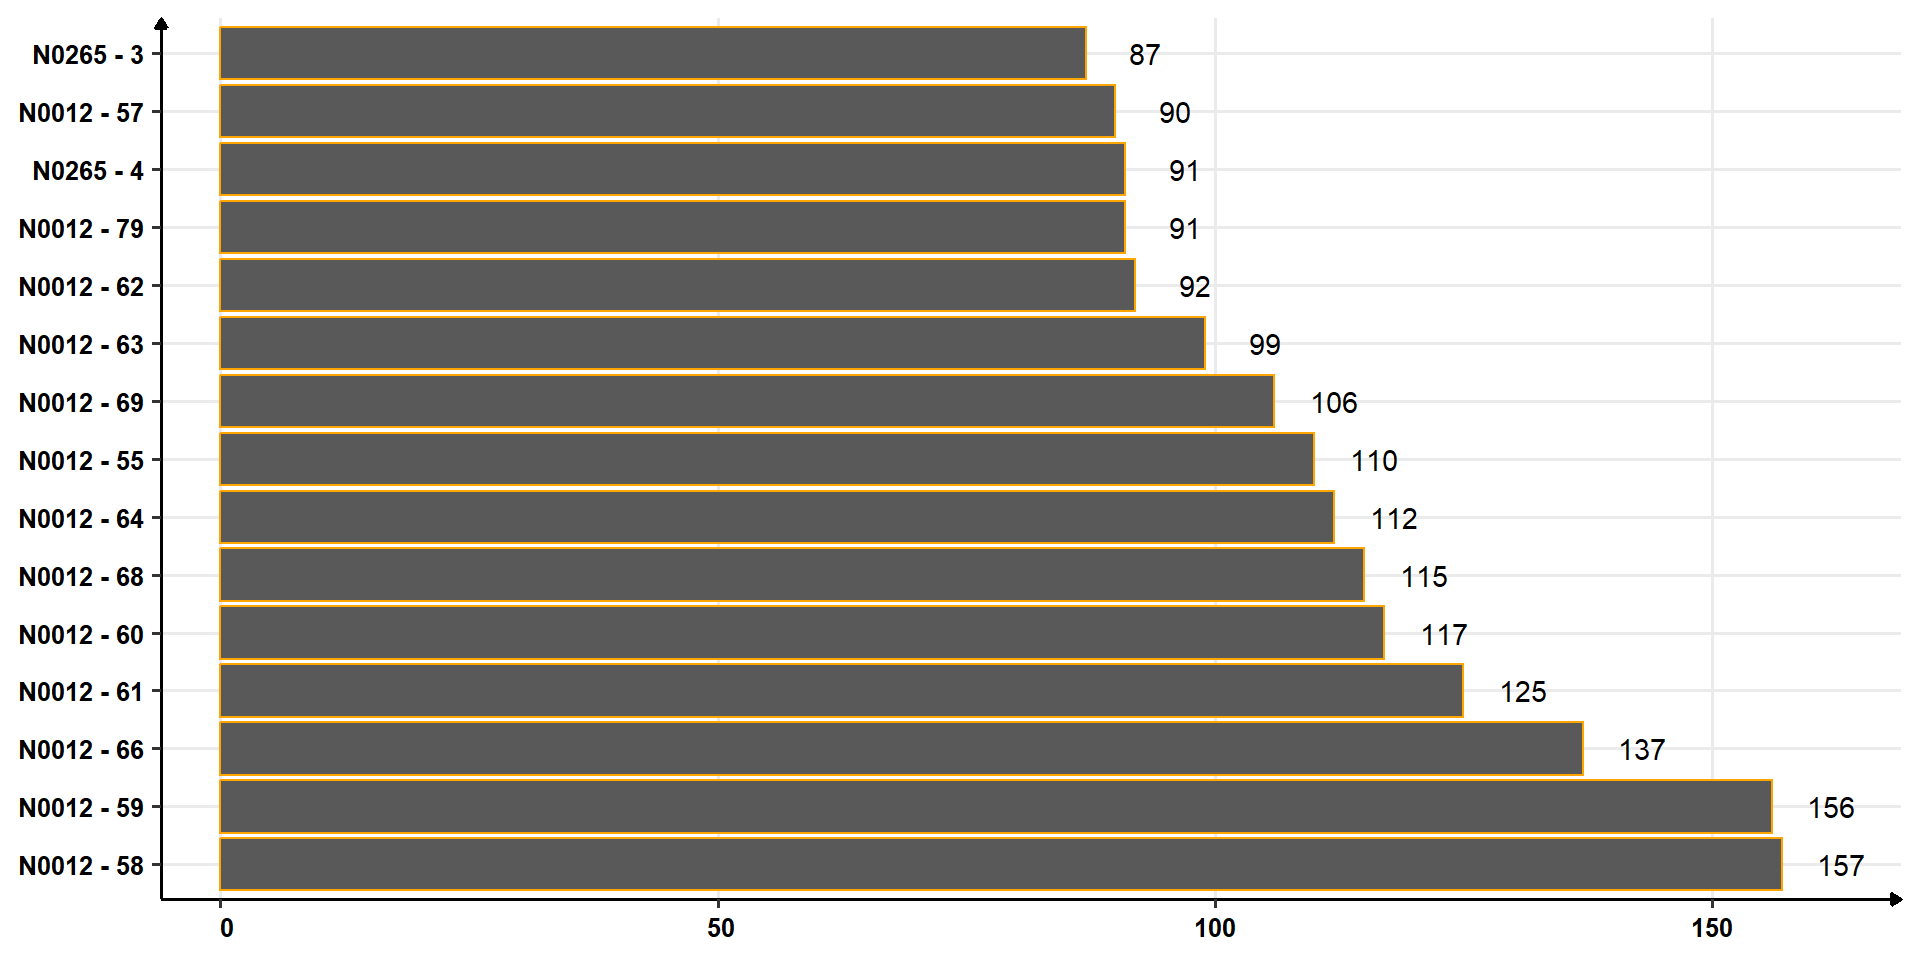 N0265 - 3 87
N0012 - 57 90
N0265 - 4 91
N0012 - 79 91
N0012 - 62 92
N0012 - 63 99
N0012 - 69 106
N0012 - 55 110
N0012 - 64 112
N0012 - 68 115
N0012 - 60 117
N0012 - 61 125
N0012 - 66 137
N0012 - 59 156
N0012 - 58 157
0 50 100 150